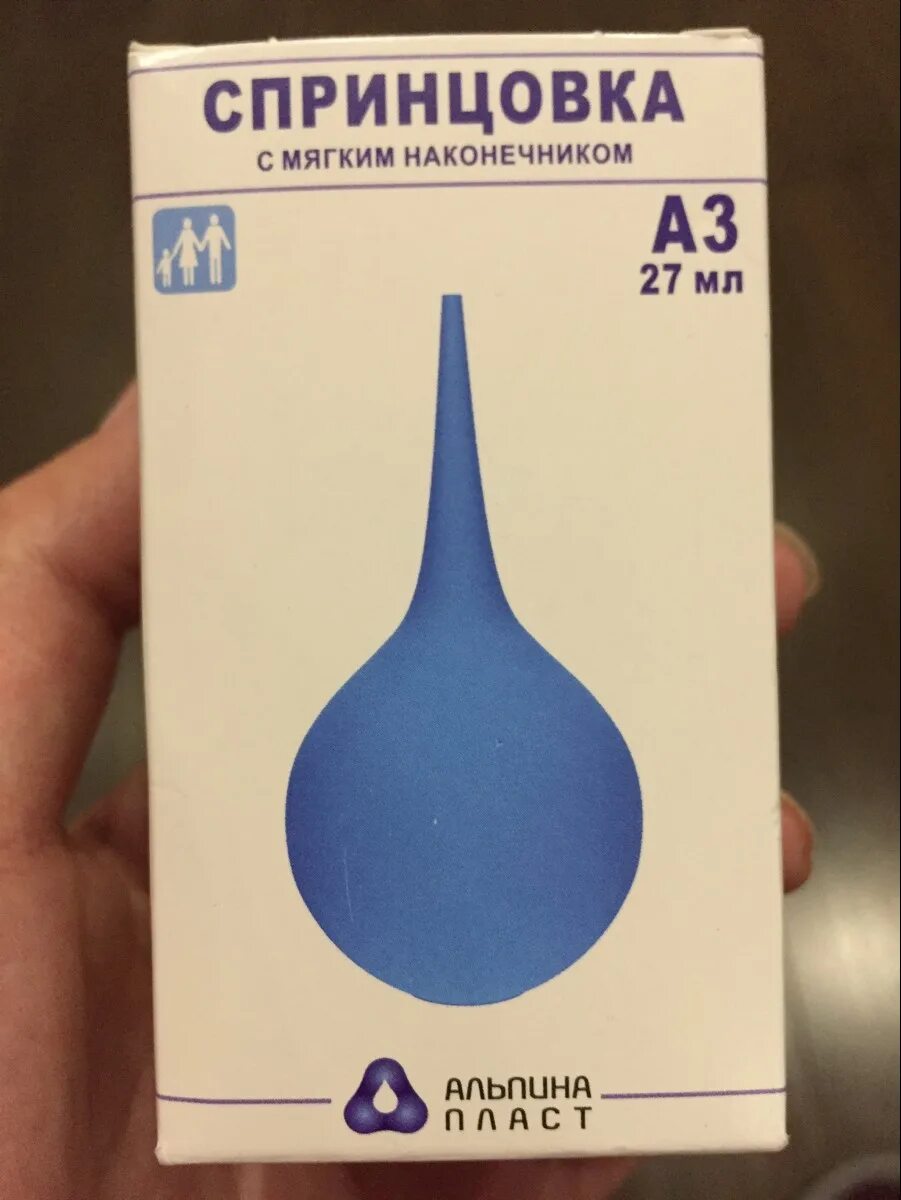 СПРИНЦОВКА
С МЯГКИМ НАКОНЕЧНИКОМ
А3
27 мл
АЛЬПИНА
ПЛАСТ